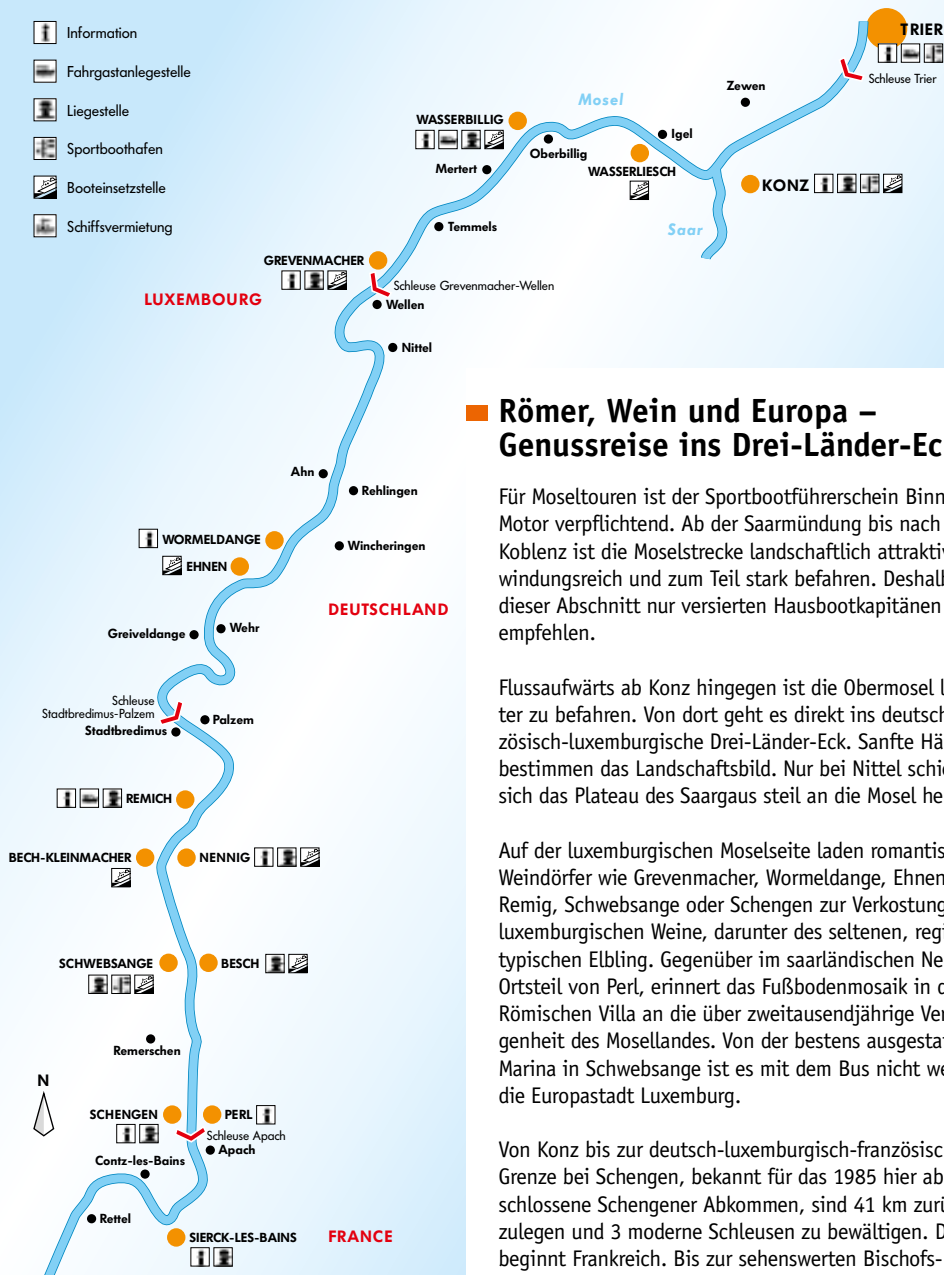 Information
Fahrgastanlegestelle
Liegestelle
Sportboothafen
Booteinsetzstelle
Schiffsvermietung
TRIER
Schleuse Trier
Zewen
Mosel
WASSERBILLIG
Igel
Oberbillig
WASSERLIESCH
Mertert
KONZ
Temmels
Saar
GREVENMACHER
Schleuse Grevenmacher-Wellen
LUXEMBOURG
Wellen
Nittel
Römer, Wein und Europa –
Genussreise ins Drei-Länder-Ec
Für Moseltouren ist der Sportbootführerschein Binn
Motor verpflichtend. Ab der Saarmündung bis nach
Koblenz ist die Moselstrecke landschaftlich attraktiv
windungsreich und zum Teil stark befahren. Deshalb
dieser Abschnitt nur versierten Hausbootkapitänen
empfehlen.
Flussaufwärts ab Konz hingegen ist die Obermosel l
ter zu befahren. Von dort geht es direkt ins deutsch
zösisch-luxemburgische Drei-Länder-Eck. Sanfte Hä
bestimmen das Landschaftsbild. Nur bei Nittel schie
sich das Plateau des Saargaus steil an die Mosel he
Auf der luxemburgischen Moselseite laden romantis
Weindörfer wie Grevenmacher, Wormeldange, Ehnen
Remig, Schwebsange oder Schengen zur Verkostung
luxemburgischen Weine, darunter des seltenen, regi
typischen Elbling. Gegenüber im saarländischen Ne
Ortsteil von Perl, erinnert das Fußbodenmosaik in d
Römischen Villa an die über zweitausendjährige Ver
genheit des Mosellandes. Von der bestens ausgestat
Marina in Schwebsange ist es mit dem Bus nicht we
die Europastadt Luxemburg.
Von Konz bis zur deutsch-luxemburgisch-französisc
Grenze bei Schengen, bekannt für das 1985 hier ab
schlossene Schengener Abkommen, sind 41 km zurü
zulegen und 3 moderne Schleusen zu bewältigen. D
beginnt Frankreich. Bis zur sehenswerten Bischofs-
Ahn
Rehlingen
WORMELDANGE
Wincheringen
EHNEN
DEUTSCHLAND
Greiveldange
Wehr
Schleuse
Stadtbredimus-Palzem
Palzem
Stadtbredimus
REMICH
BECH-KLEINMACHER
NENNIG
SCHWEBSANGE
BESCH
Remerschen
N
SCHENGEN
PERL
Schleuse Apach
Apach
Contz-les-Bains
Rettel
SIERCK-LES-BAINS
FRANCE